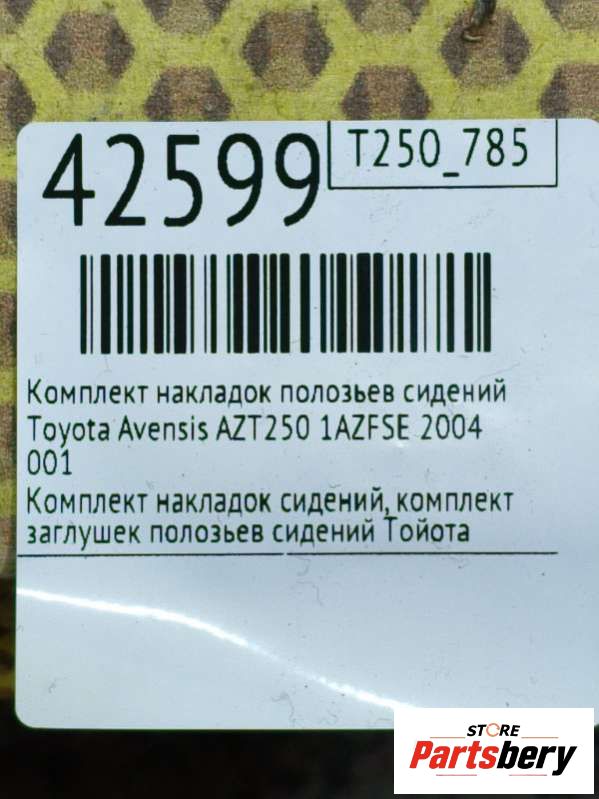 42599
T250_785
Комплект накладок полозьев сидений
Toyota Avensis AZT250 1AZFSE 2004
001
Комплект накладок сидений, комплект
заглушек полозьев сидений Тойота
STORE
Partsbery